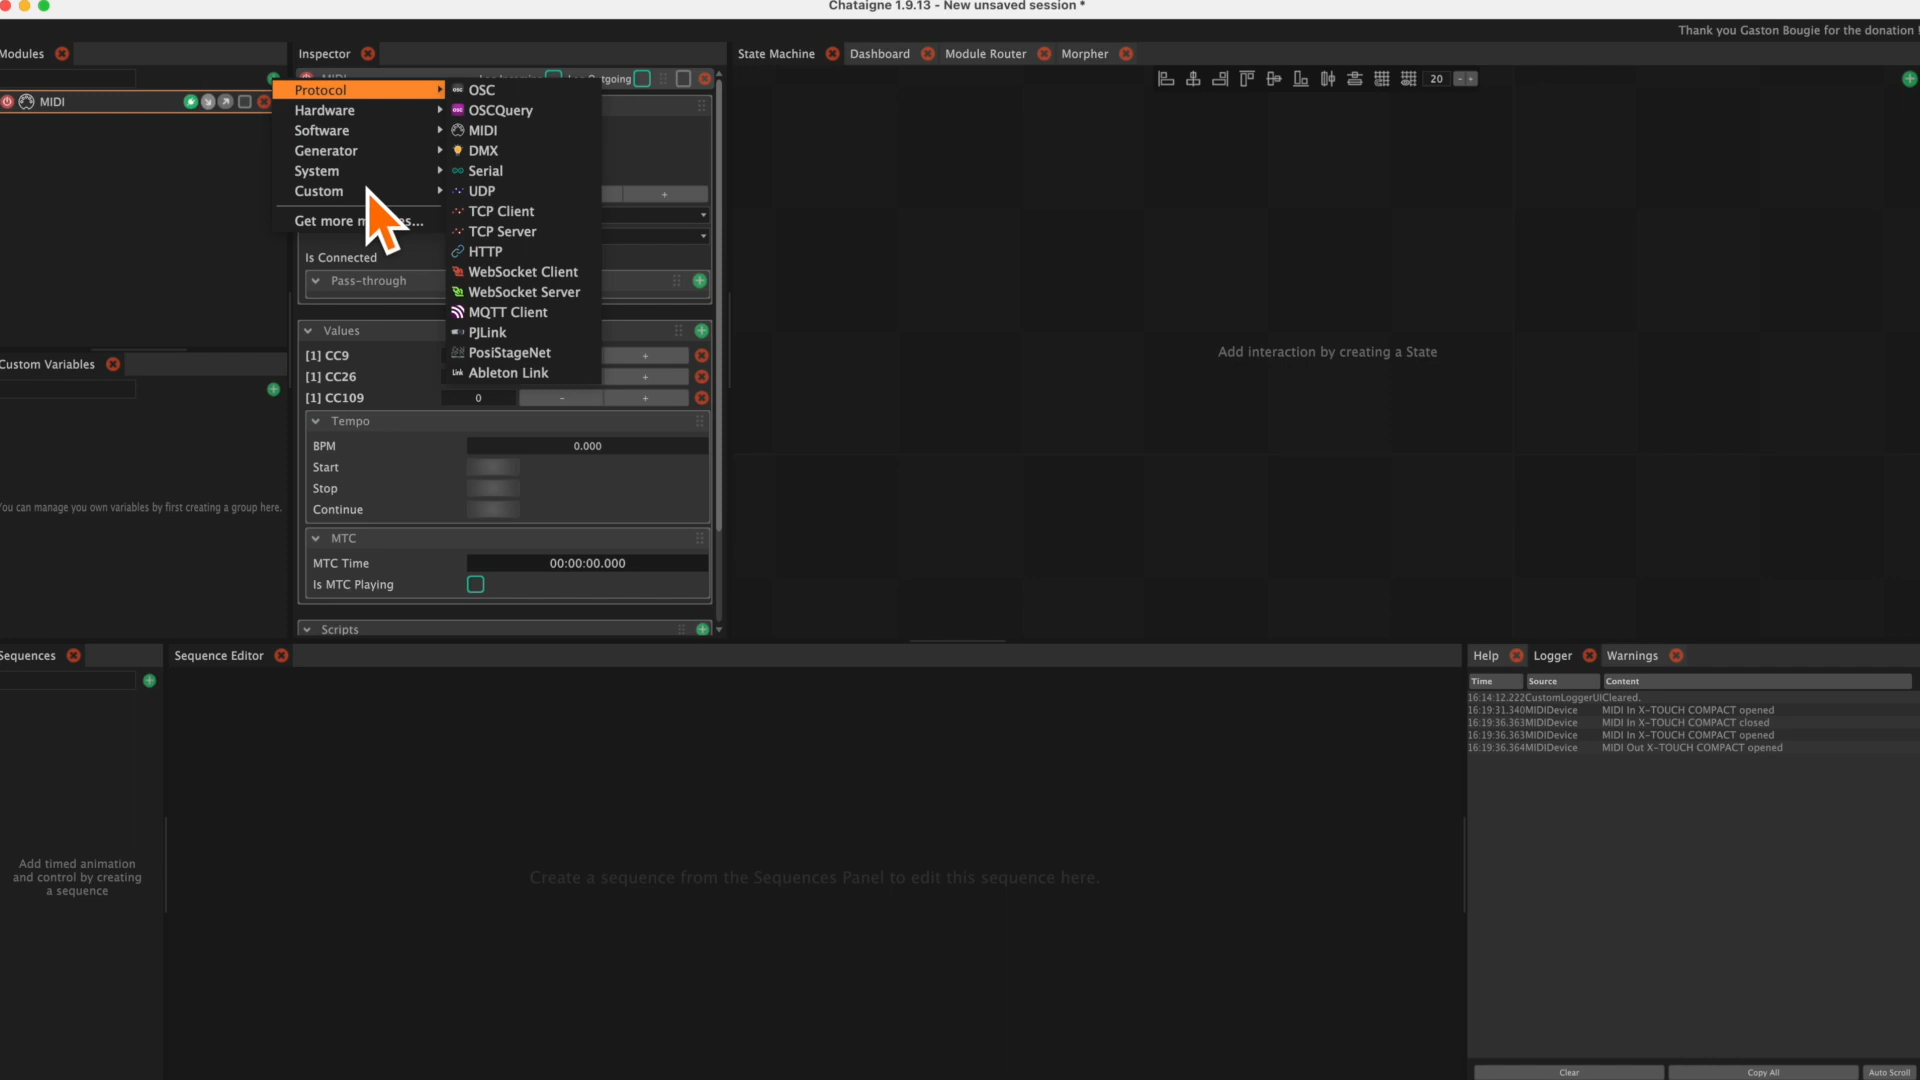 Chataigne 1.9.13 - New unsaved session *
Thank you Gaston Bougie for the donation !
Modules
Inspector
State Machine
Dashboard
Module Router
Morpher
20
MIDI
Protocol
Hardware
Software
Generator
System
Custom
Get more
OSC
OSCQuery
MIDI
DMX
Serial
UDP
TCP Client
TCP Server
HTTP
WebSocket Client
WebSocket Server
MQTT Client
PJLink
PosiStageNet
Ableton Link
Is Connected
Pass-through
Values
[1] CC9
[1] CC26
[1] CC109 0 - +
Tempo
BPM 0.000
Start
Stop
Continue
MTC
MTC Time 00:00:00.000
Is MTC Playing
Scripts
Custom Variables
You can manage you own variables by first creating a group here.
Add interaction by creating a State
Sequences
Add timed animation
and control by creating
a sequence
Sequence Editor
Create a sequence from the Sequences Panel to edit this sequence here.
Help
Logger
Warnings
Time Source Content
16:14:12.222CustomLoggerUICleared.
16:19:31.340MIDIDevice MIDI In X-TOUCH COMPACT opened
16:19:36.363MIDIDevice MIDI In X-TOUCH COMPACT closed
16:19:36.363MIDIDevice MIDI In X-TOUCH COMPACT opened
16:19:36.364MIDIDevice MIDI Out X-TOUCH COMPACT opened
Clear
Copy All
Auto Scroll